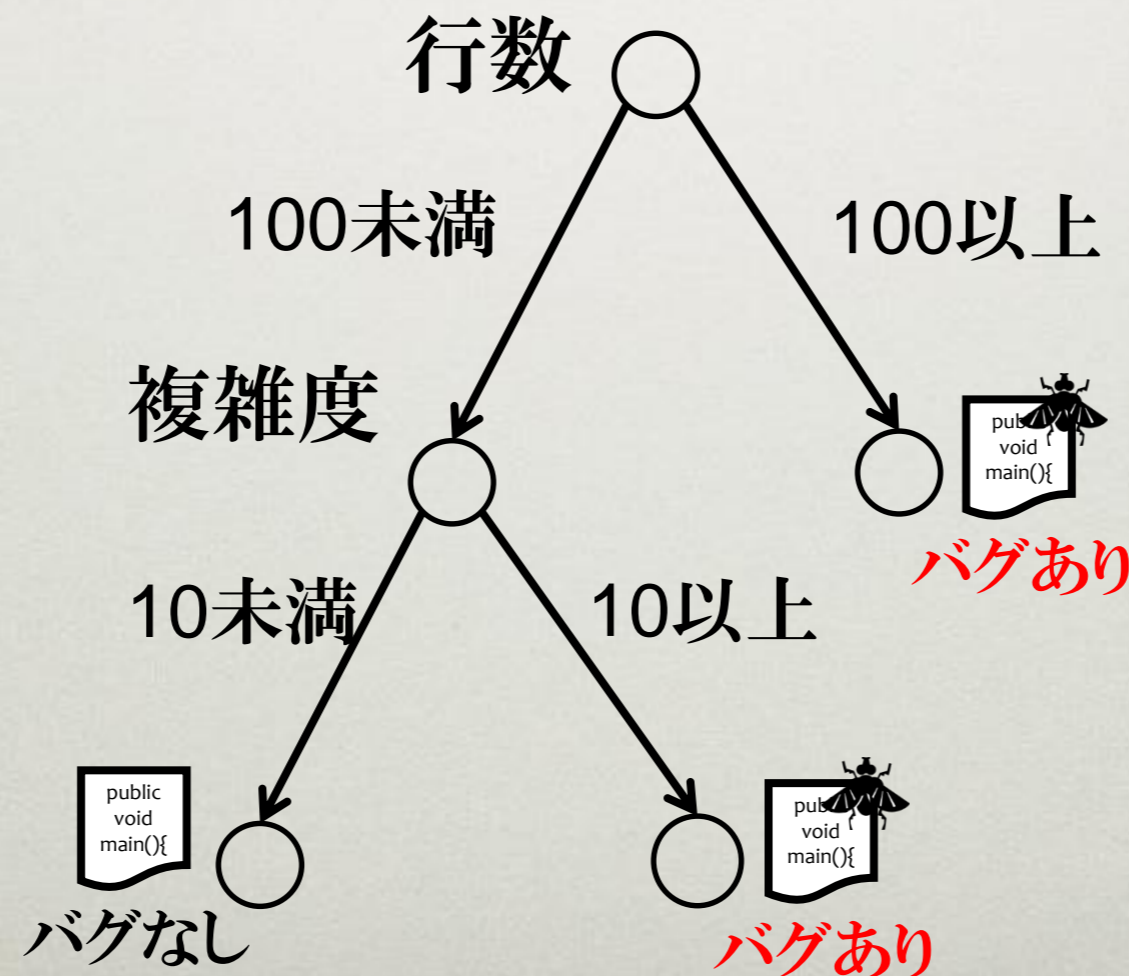 行数
100未満
100以上
複雑度
pub
void
main(){
バグあり
10未満
10以上
public
void
main(){
バグなし
pub
void
main(){
バグあり